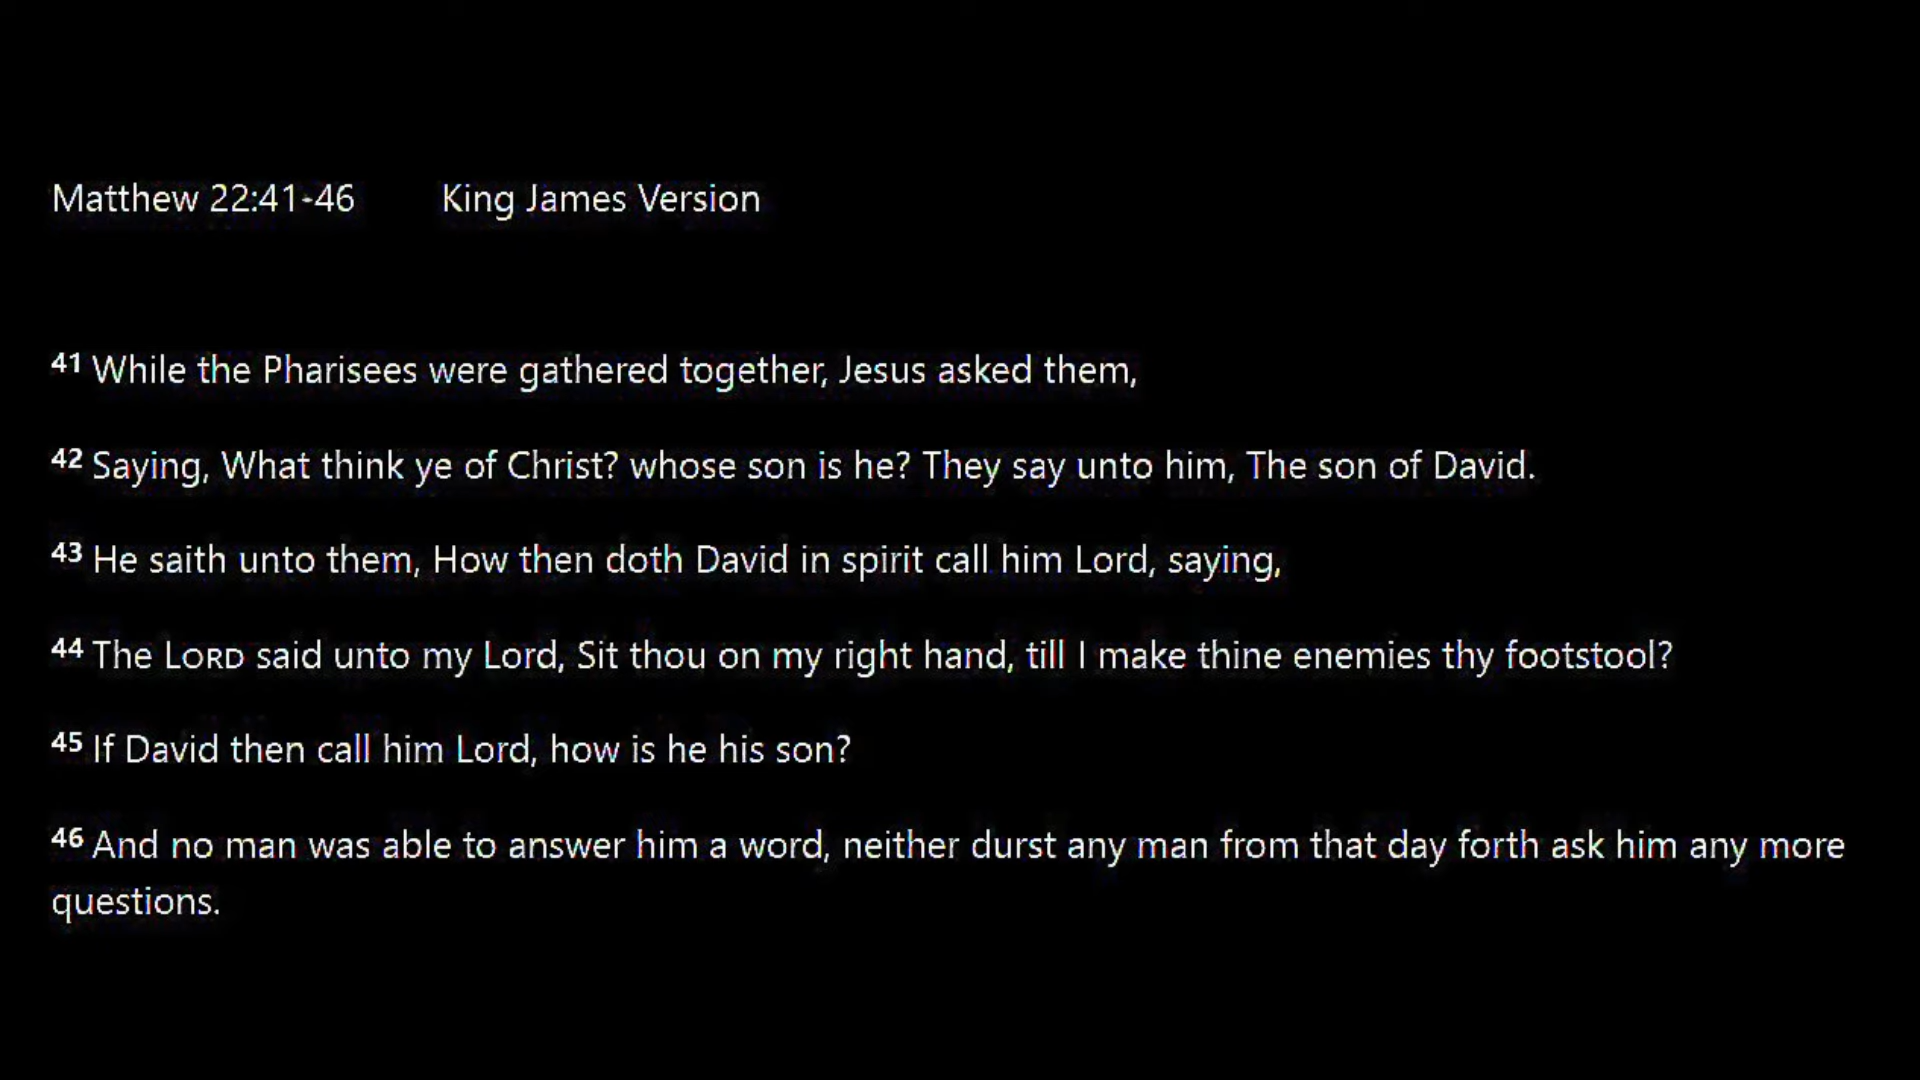 Matthew 22:41-46 King James Version
41 While the Pharisees were gathered together, Jesus asked them,
42 Saying, What think ye of Christ? whose son is he? They say unto him, The son of David.
43 He saith unto them, How then doth David in spirit call him Lord, saying,
44 The LORD said unto my Lord, Sit thou on my right hand, till I make thine enemies thy footstool?
45 If David then call him Lord, how is he his son?
46 And no man was able to answer him a word, neither durst any man from that day forth ask him any more
questions.